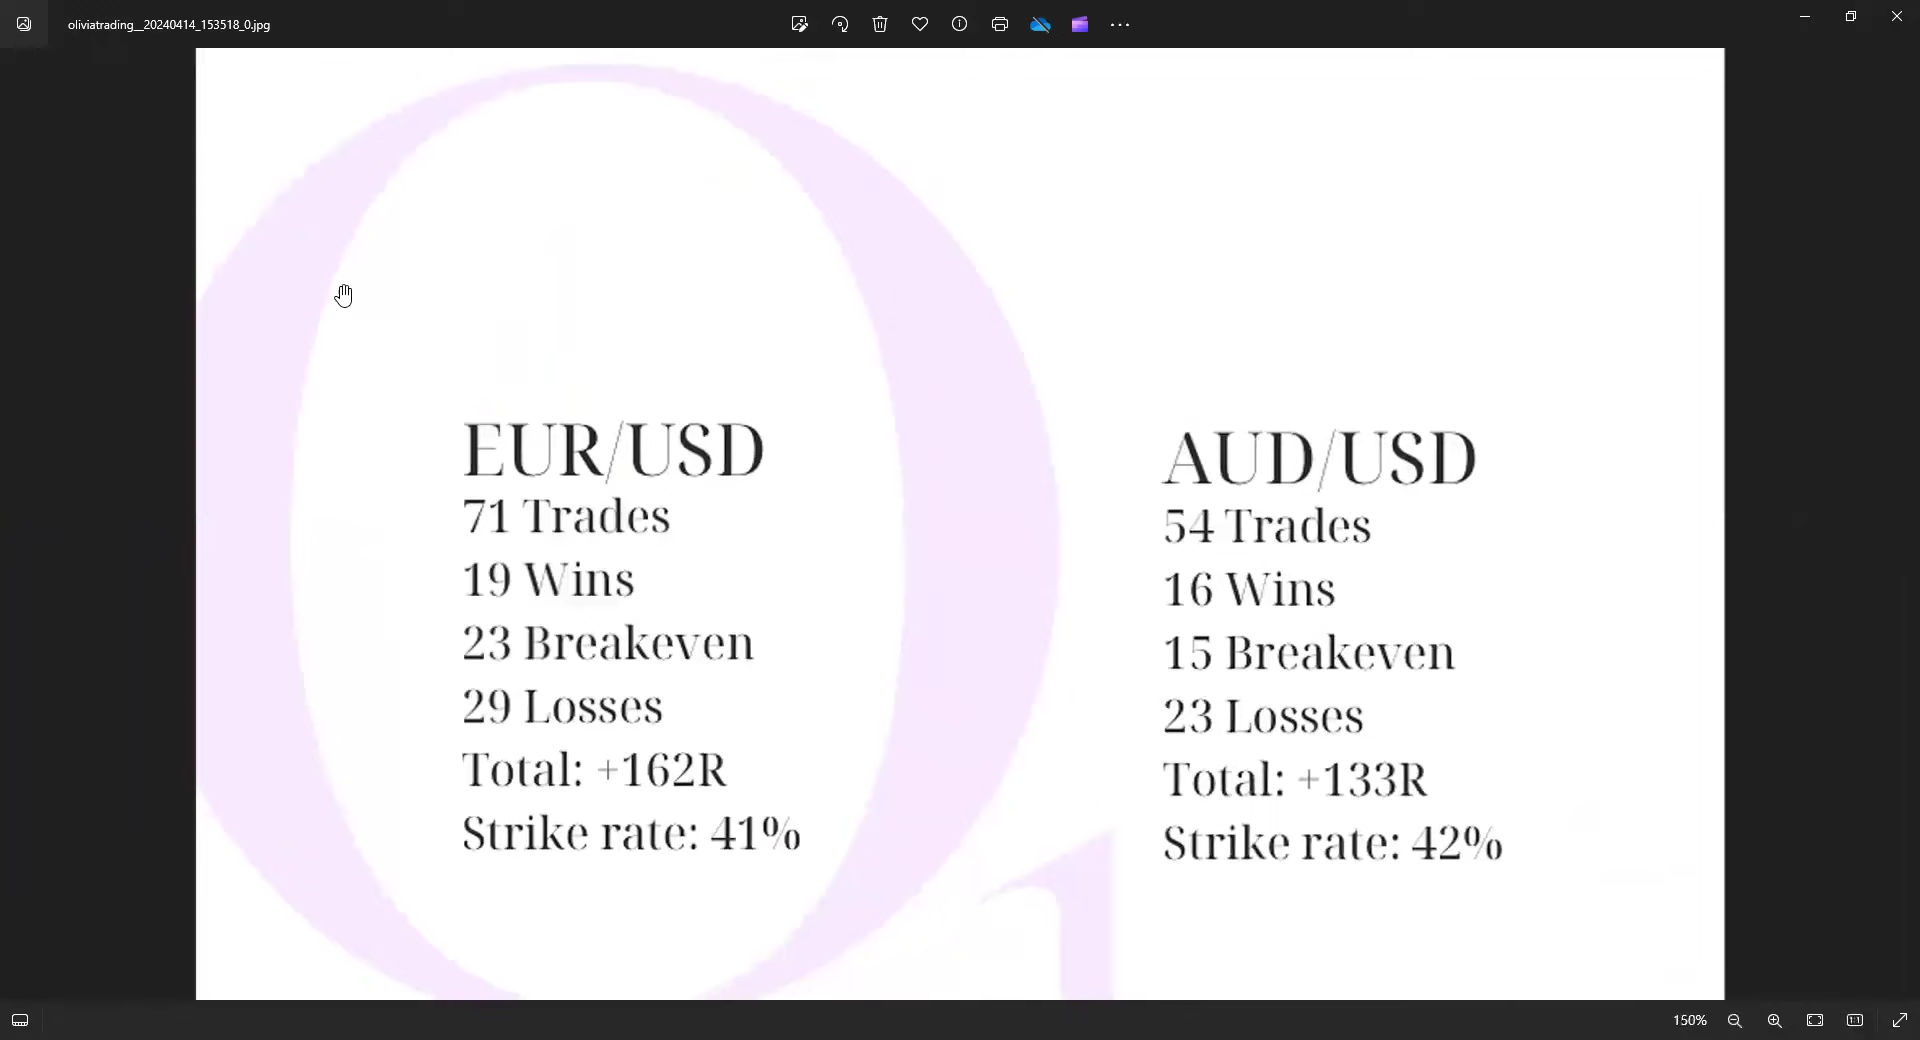 oliviatrading__20240414_153518_0.jpg
EUR/USD
71 Trades
19 Wins
23 Breakeven
29 Losses
Total: +162R
Strike rate: 41%
AUD/USD
54 Trades
16 Wins
15 Breakeven
23 Losses
Total: +133R
Strike rate: 42%
Q1
150%